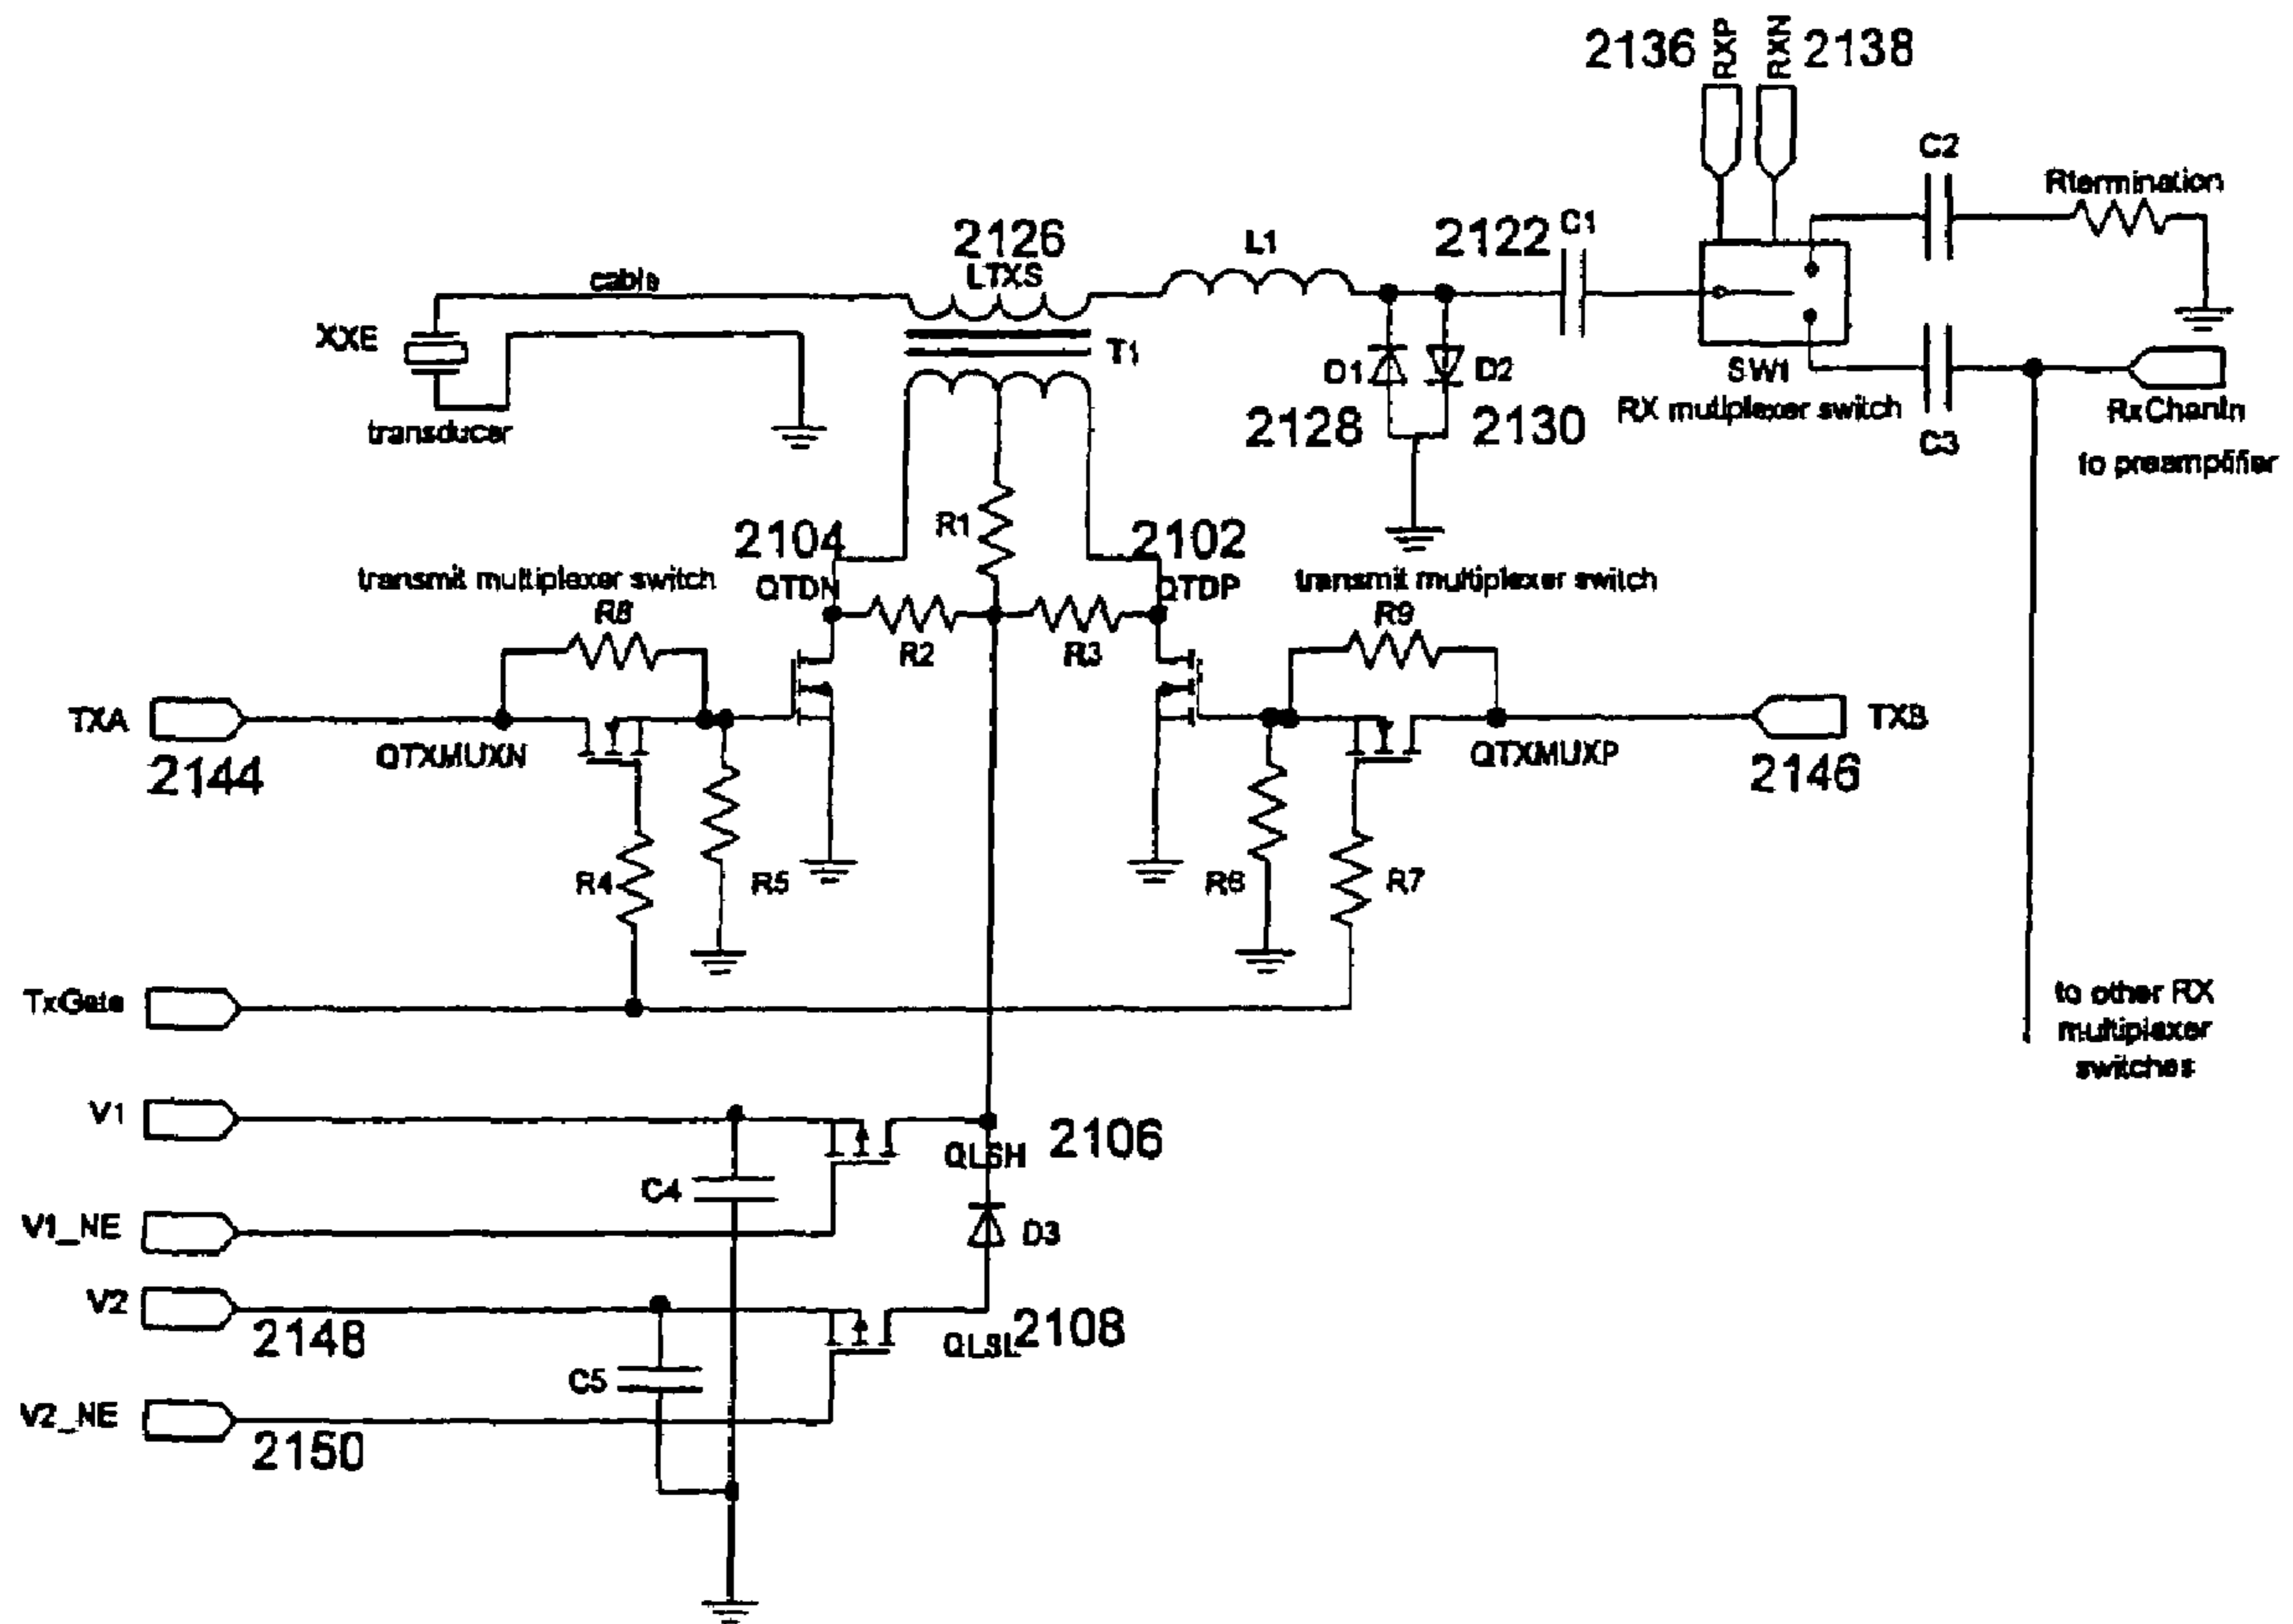 2136 RXP RXN 2138
C2
Rtermination
2126
LTXS
L1
2122 C1
cable
XXE
T1
D1
D2
SW1
RX mutiplexer switch
RxChanIn
transducer
2128
2130
C3
to preamplifier
R1
2104
QTDN
2102
QTDP
transmit multiplexer switch
transmit multiplexer switch
R8
R9
R2
R3
TXA
QTXMUXN
QTXMUXP
TXB
2144
2146
R4
R5
R6
R7
TxGate
to other RX
multiplexer
switches
V1
QLSH 2106
C4
V1_NE
D3
V2
2148
QLSL 2108
C5
V2_NE
2150